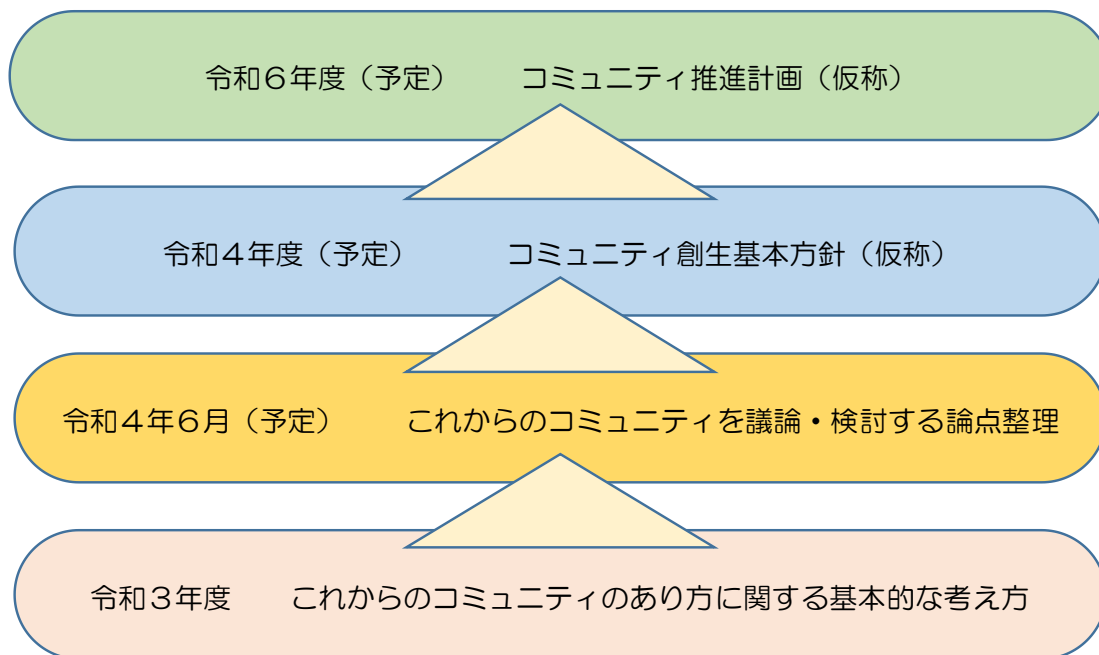 令和６年度（予定）　　コミュニティ推進計画（仮称）
令和４年度（予定）　　　コミュニティ創生基本方針（仮称）
令和４年６月（予定）　　これからのコミュニティを議論・検討する論点整理
令和３年度　　これからのコミュニティのあり方に関する基本的な考え方